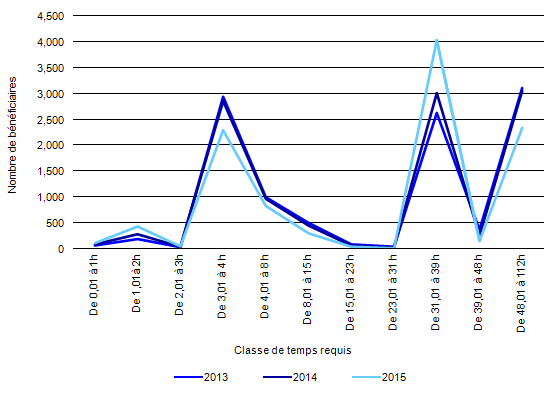 4,500
4,000
3,500
3,000
2,500
2,000
1,500
1,000
500
0
Nombre de bénéficiaires
De 0,01 à 1h
De 1,01 à 2h
De 2,01 à 3h
De 3,01 à 4h
De 4,01 à 8h
De 8,01 à 15h
De 15,01 à 23h
De 23,01 à 31h
De 31,01 à 39h
De 39,01 à 48h
De 48,01 à 112h
Classe de temps requis
2013 2014 2015